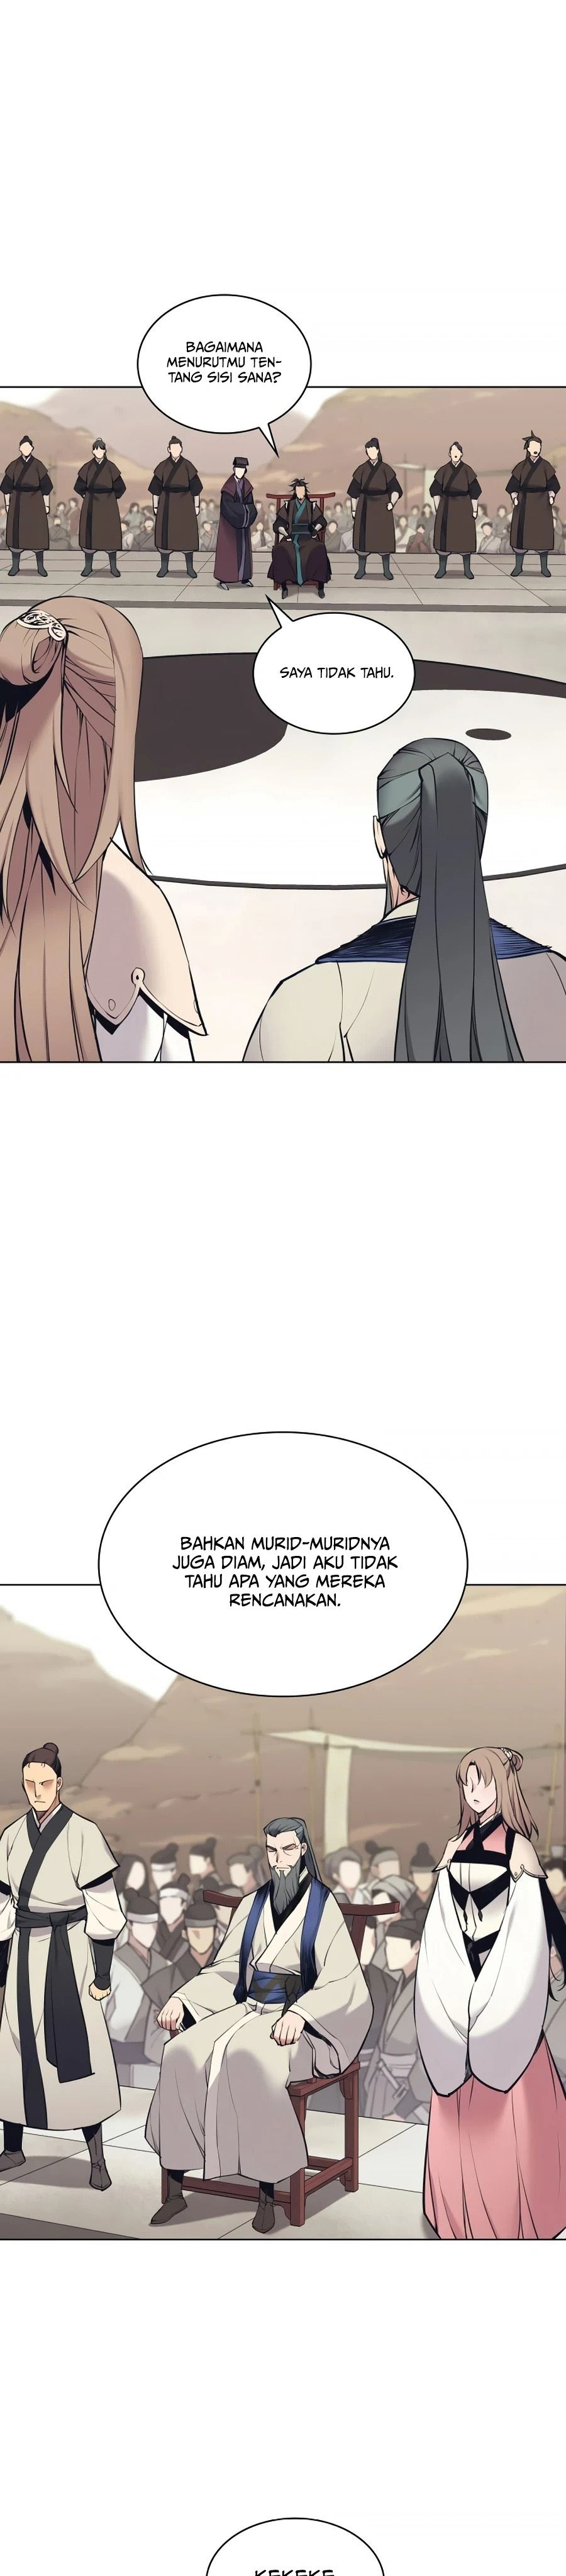 BAGAIMANA
MENURUTMU TEN-
TANG SISI SANA?
SAYA TIDAK TAHU.
BAHKAN MURID-MURIDNYA
JUGA DIAM, JADI AKU TIDAK
TAHU APA YANG MEREKA
RENCANAKAN.
KEKEKE